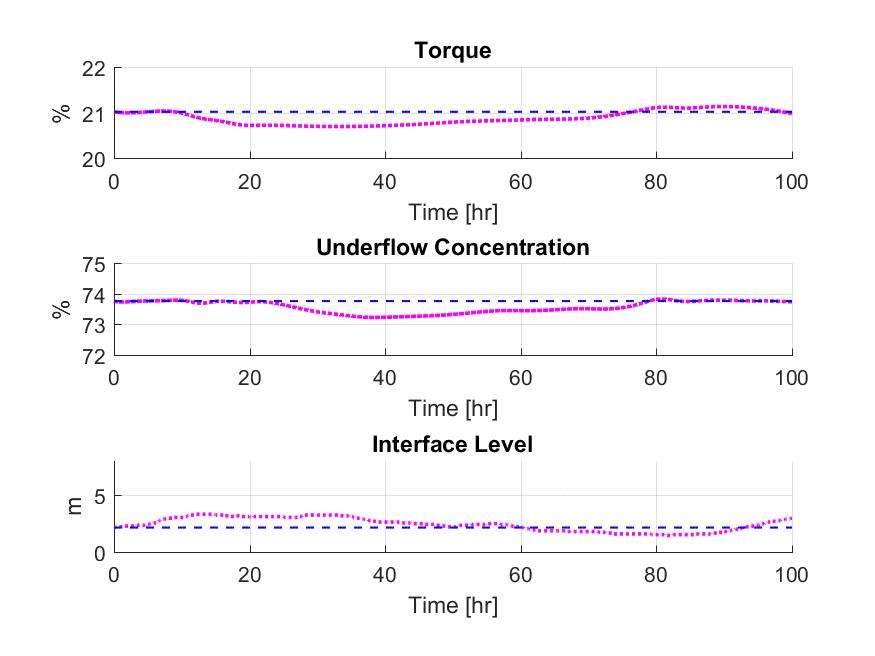 Torque
22
21
20
%
0 20 40 60 80 100
Time [hr]
Underflow Concentration
75
74
73
72
%
0 20 40 60 80 100
Time [hr]
Interface Level
5
0
m
0 20 40 60 80 100
Time [hr]